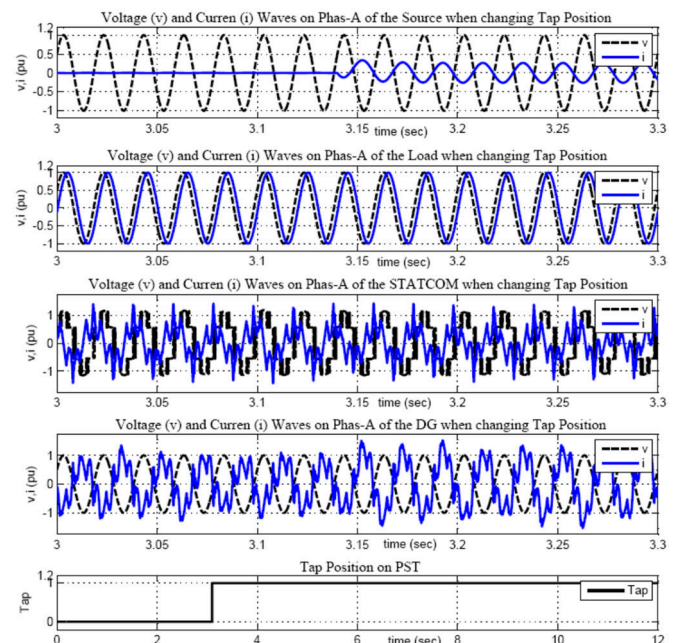 Voltage (v) and Curren (i) Waves on Phas-A of the Source when changing Tap Position
v,i (pu)
1.2
1
0.5
0
-0.5
-1
v
i
3
3.05
3.1
3.15
3.2
3.25
3.3
time (sec)
Voltage (v) and Curren (i) Waves on Phas-A of the Load when changing Tap Position
v,i (pu)
1.2
1
0.5
0
-0.5
-1
v
i
3
3.05
3.1
3.15
3.2
3.25
3.3
time (sec)
Voltage (v) and Curren (i) Waves on Phas-A of the STATCOM when changing Tap Position
v,i (pu)
1
0
-1
v
i
3
3.05
3.1
3.15
3.2
3.25
3.3
time (sec)
Voltage (v) and Curren (i) Waves on Phas-A of the DG when changing Tap Position
v,i (pu)
1
0
-1
v
i
3
3.05
3.1
3.15
3.2
3.25
3.3
time (sec)
Tap Position on PST
Tap
1.2
1
0
Tap
0
2
4
6
8
10
12
time (sec)